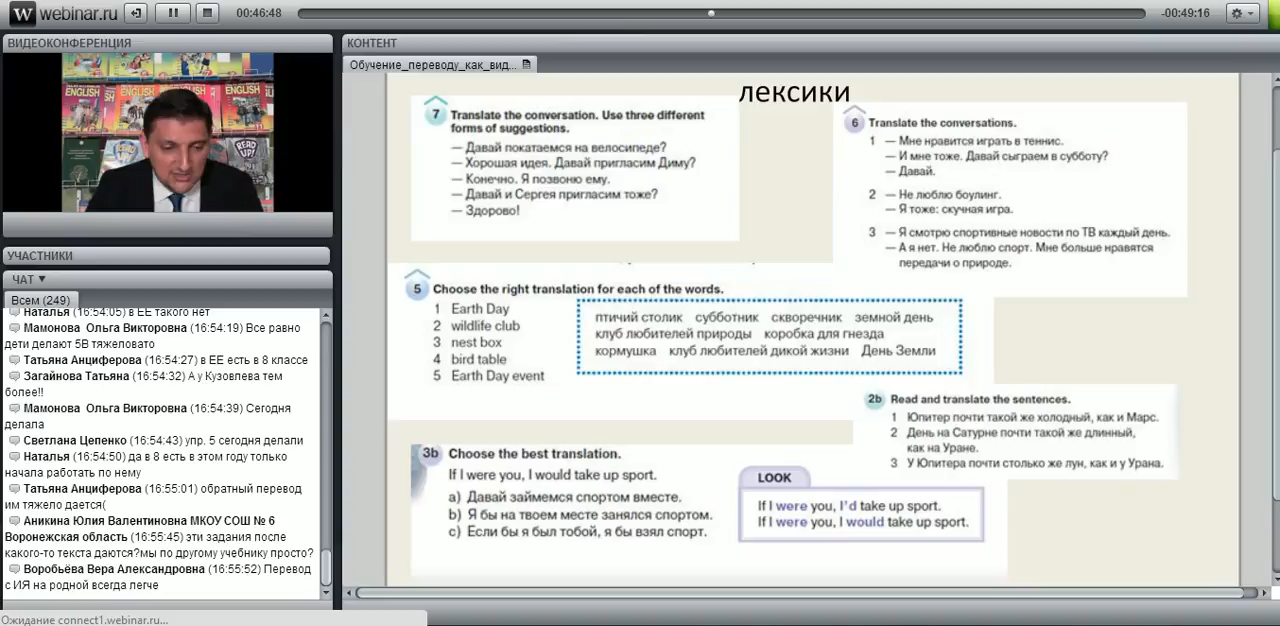 webinar.ru
00:46:48
-00:49:16
ВИДЕОКОНФЕРЕНЦИЯ
ENGLISH
ENGLISH
ENGLISH
READ UP!
УЧАСТНИКИ
ЧАТ
Всем (249)
Наталья (16:54:05) в ЕЕ такого нет
Мамонова Ольга Викторовна (16:54:19) Все равно
дети делают 5В тяжеловато
Татьяна Анциферова (16:54:27) в ЕЕ есть в 8 классе
Загайнова Татьяна (16:54:32) А у Кузовлева тем
более!!
Мамонова Ольга Викторовна (16:54:39) Сегодня
делала
Светлана Цепенко (16:54:43) упр. 5 сегодня делали
Наталья (16:54:50) да в 8 есть в этом году только
начала работать по нему
Татьяна Анциферова (16:55:01) обратный перевод
им тяжело дается(
Аникина Юлия Валентиновна МКОУ СОШ № 6
Воронежская область (16:55:45) эти задания после
какого-то текста даются?мы по другому учебнику просто?
Воробьёва Вера Александровна (16:55:52) Перевод
с ИЯ на родной всегда легче
Ожидание connect1.webinar.ru...
КОНТЕНТ
Обучение_переводу_как_вид...
лексики
7 Translate the conversation. Use three different
forms of suggestions.
— Давай покатаемся на велосипеде?
— Хорошая идея. Давай пригласим Диму?
— Конечно. Я позвоню ему.
— Давай и Сергея пригласим тоже?
— Здорово!
6 Translate the conversations.
1 — Мне нравится играть в теннис.
— И мне тоже. Давай сыграем в субботу?
— Давай.
2 — Не люблю боулинг.
— Я тоже: скучная игра.
3 — Я смотрю спортивные новости по ТВ каждый день.
— А я нет. Не люблю спорт. Мне больше нравятся
передачи о природе.
5 Choose the right translation for each of the words.
1 Earth Day
2 wildlife club
3 nest box
4 bird table
5 Earth Day event
птичий столик субботник скворечник земной день
клуб любителей природы коробка для гнезда
кормушка клуб любителей дикой жизни День Земли
2b Read and translate the sentences.
1 Юпитер почти такой же холодный, как и Марс.
2 День на Сатурне почти такой же длинный,
как на Уране.
3 У Юпитера почти столько же лун, как и у Урана.
3b Choose the best translation.
If I were you, I would take up sport.
a) Давай займемся спортом вместе.
b) Я бы на твоем месте занялся спортом.
c) Если бы я был тобой, я бы взял спорт.
LOOK
If I were you, I'd take up sport.
If I were you, I would take up sport.